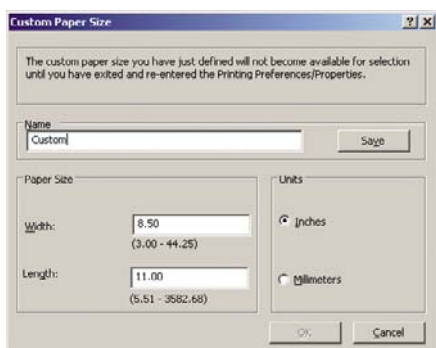 Custom Paper Size
The custom paper size you have just defined will not become available for selection
until you have exited and re-entered the Printing Preferences/Properties.
Name
Custom
Save
Paper Size
Width:
8.50
(3.00 - 44.25)
Length:
11.00
(5.51 - 3582.68)
Units
Inches
Millimeters
OK
Cancel